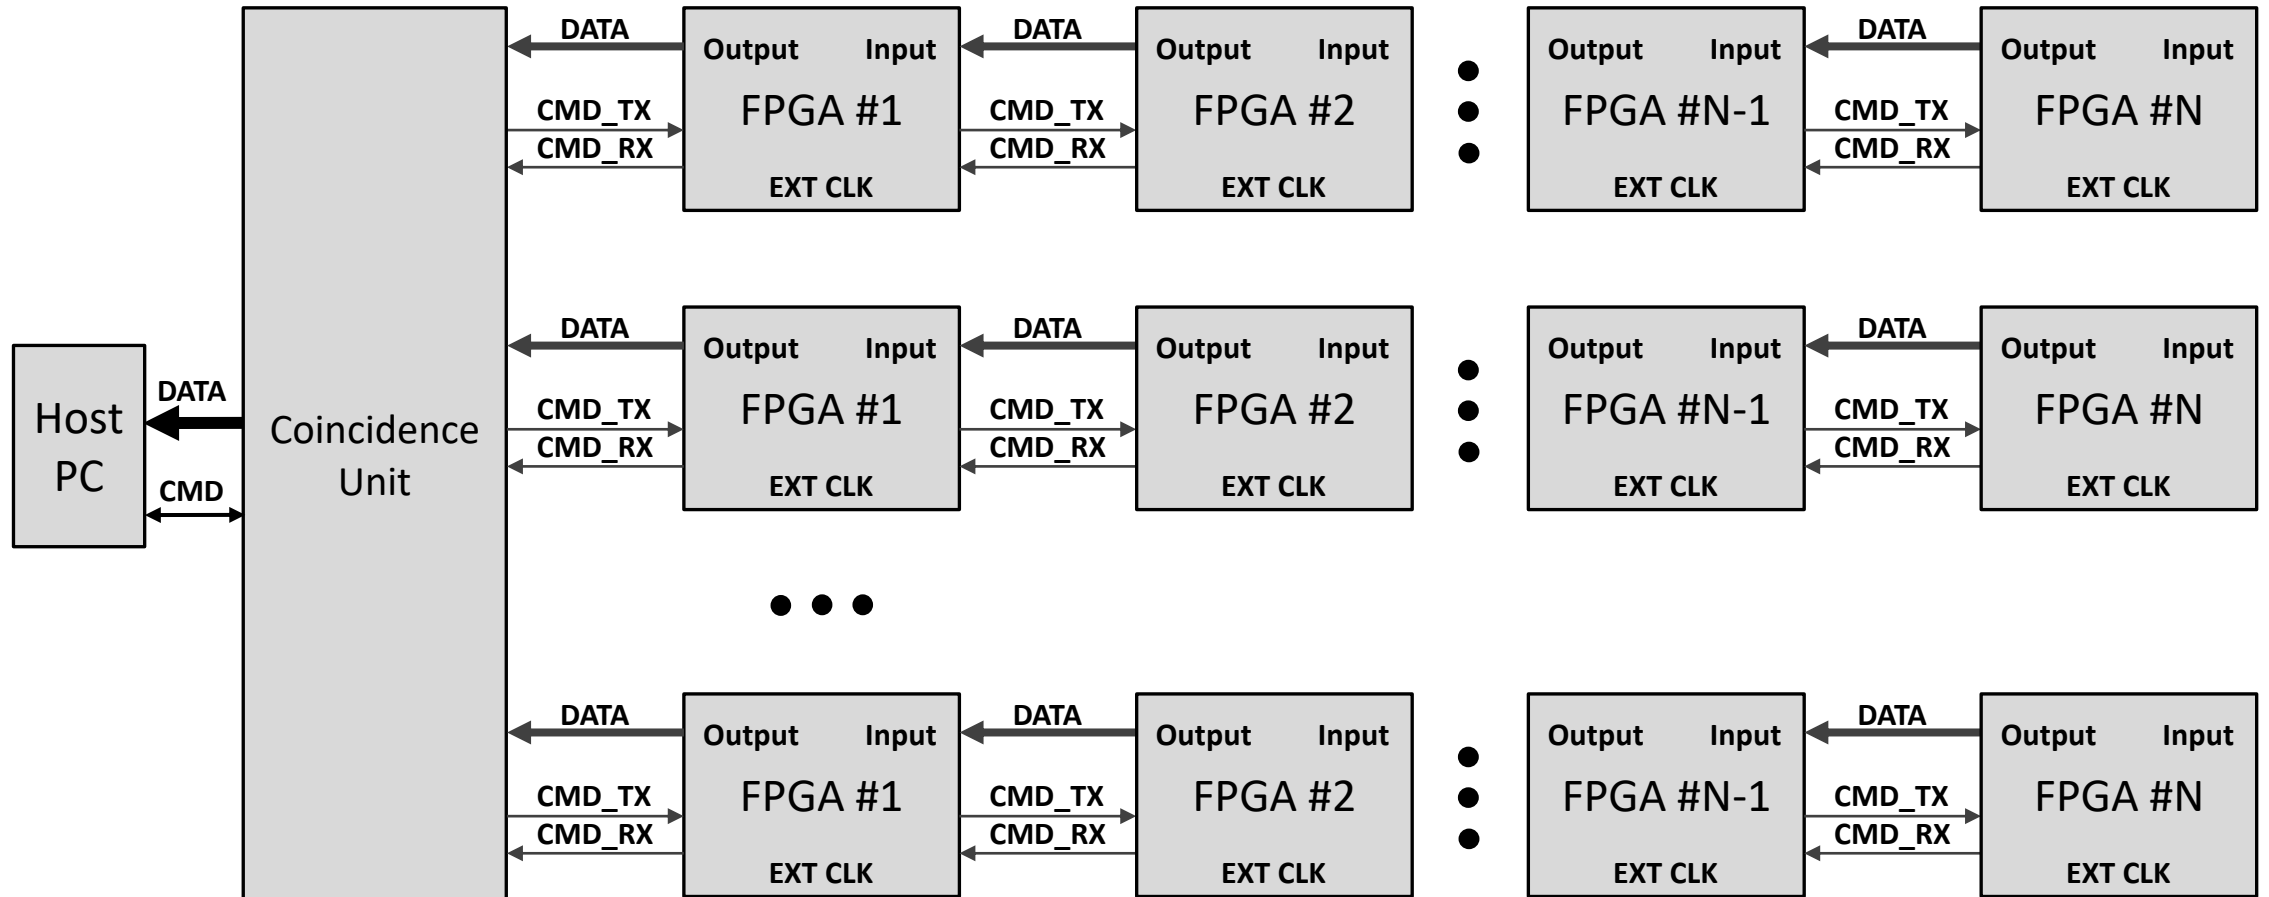 DATA DATA DATA
Output Input Output Input Output Input Output Input
FPGA #1 FPGA #2 FPGA #N-1 FPGA #N
CMD_TX CMD_TX CMD_TX
CMD_RX CMD_RX CMD_RX
EXT CLK EXT CLK EXT CLK EXT CLK
DATA DATA DATA
Output Input Output Input Output Input Output Input
DATA
Host
PC
CMD
Coincidence
Unit
FPGA #1 FPGA #2 FPGA #N-1 FPGA #N
CMD_TX CMD_TX CMD_TX
CMD_RX CMD_RX CMD_RX
EXT CLK EXT CLK EXT CLK EXT CLK
DATA DATA DATA
Output Input Output Input Output Input Output Input
FPGA #1 FPGA #2 FPGA #N-1 FPGA #N
CMD_TX CMD_TX CMD_TX
CMD_RX CMD_RX CMD_RX
EXT CLK EXT CLK EXT CLK EXT CLK